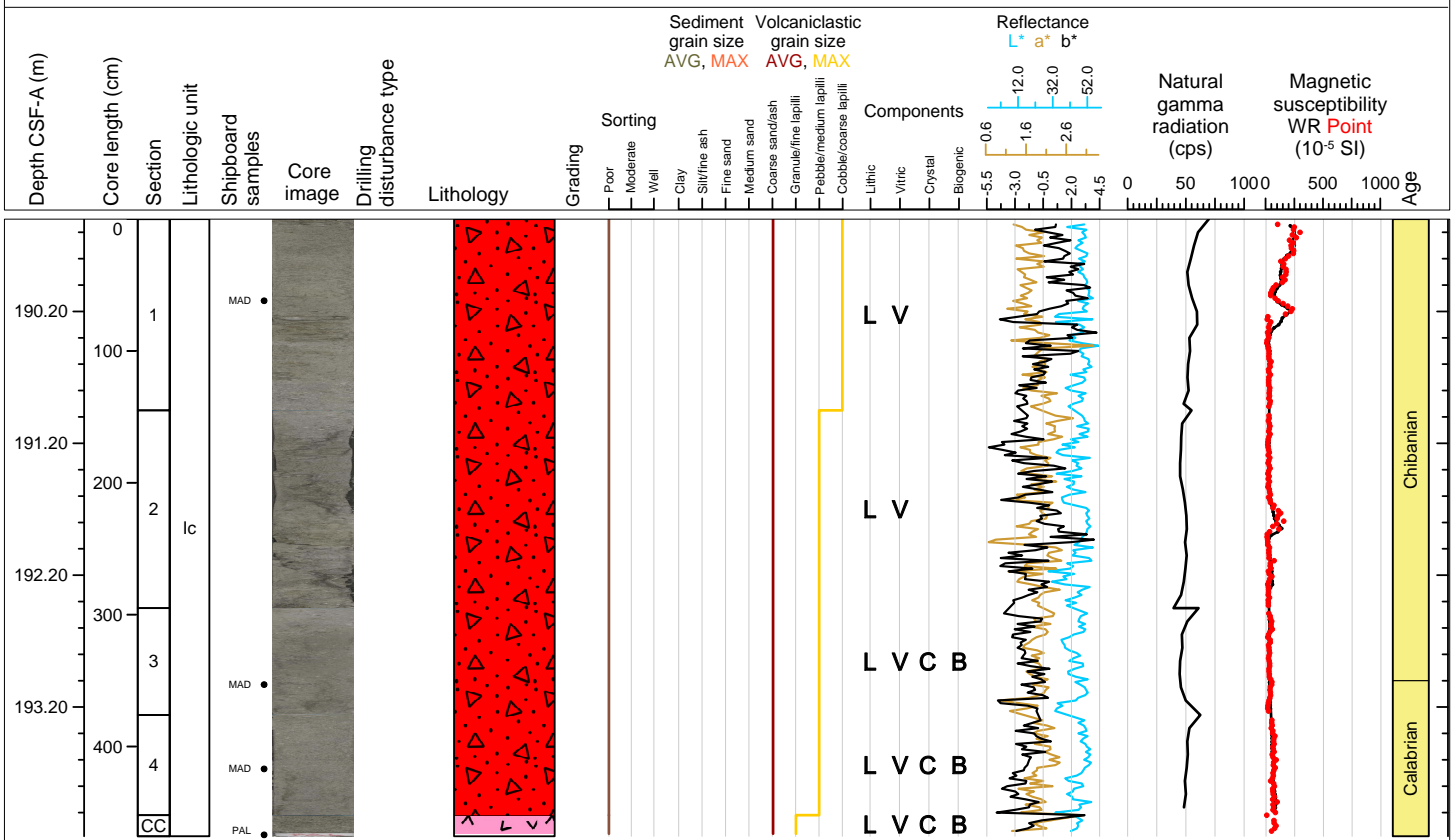 Depth CSF-A (m)
Core length (cm)
Section
Lithologic unit
Shipboard
samples
Core
image
Drilling
disturbance type
Lithology
Grading
Sorting
Poor
Moderate
Well
Sediment
grain size
AVG, MAX
Volcaniclastic
grain size
AVG, MAX
Clay
Silt/fine ash
Fine sand
Medium sand
Coarse sand/ash
Granule/fine lapilli
Pebble/medium lapilli
Cobble/coarse lapilli
Components
Lithic
Vitric
Crystal
Biogenic
Reflectance
L* a* b*
12.0 32.0 52.0
0.6 1.6 2.6
-5.5 -3.0 -0.5 2.0 4.5
Natural
gamma
radiation
(cps)
0 50 100
Magnetic
susceptibility
WR Point
(10⁻⁵ SI)
0 500 1000
Age
0
190.20
100
191.20
200
192.20
300
193.20
400
1
2
3
4
CC
Ic
MAD
MAD
MAD
PAL
L V
L V
L V C B
L V C B
L V C B
Chibanian
Calabrian